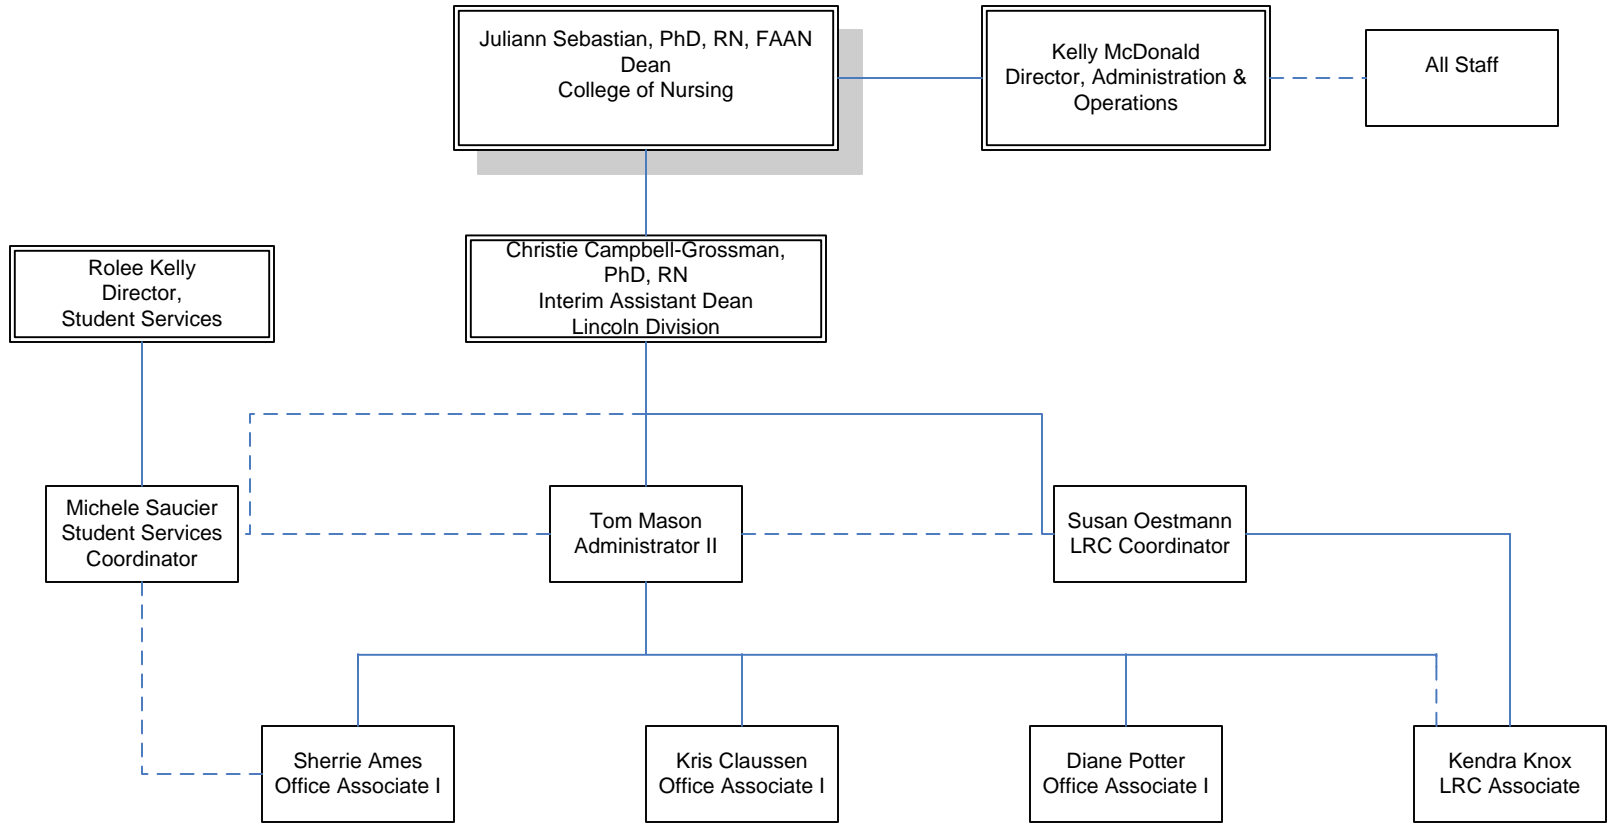 Juliann Sebastian, PhD, RN, FAAN
Dean
College of Nursing
Kelly McDonald
Director, Administration &
Operations
All Staff
Rolee Kelly
Director,
Student Services
Christie Campbell-Grossman,
PhD, RN
Interim Assistant Dean
Lincoln Division
Michele Saucier
Student Services
Coordinator
Tom Mason
Administrator II
Susan Oestmann
LRC Coordinator
Sherrie Ames
Office Associate I
Kris Claussen
Office Associate I
Diane Potter
Office Associate I
Kendra Knox
LRC Associate